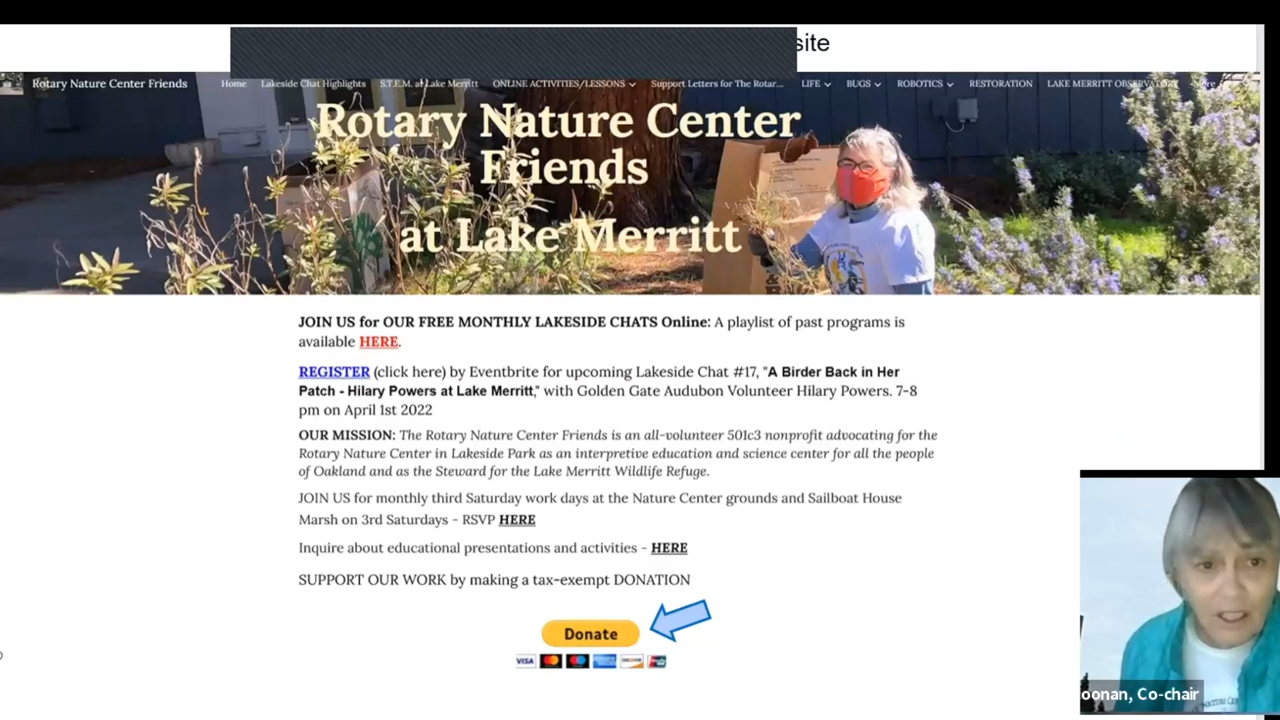 site
Rotary Nature Center Friends Home Lakeside Chat Highlights S.T.E.M. at Lake Merritt ONLINE ACTIVITIES/LESSONS Support Letters for The Rotar... LIFE BUGS ROBOTICS RESTORATION LAKE MERRITT OBSERVATORY More
Rotary Nature Center
Friends
at Lake Merritt
JOIN US for OUR FREE MONTHLY LAKESIDE CHATS Online: A playlist of past programs is
available HERE.
REGISTER (click here) by Eventbrite for upcoming Lakeside Chat #17, "A Birder Back in Her
Patch - Hilary Powers at Lake Merritt," with Golden Gate Audubon Volunteer Hilary Powers. 7-8
pm on April 1st 2022
OUR MISSION: The Rotary Nature Center Friends is an all-volunteer 501c3 nonprofit advocating for the
Rotary Nature Center in Lakeside Park as an interpretive education and science center for all the people
of Oakland and as the Steward for the Lake Merritt Wildlife Refuge.
JOIN US for monthly third Saturday work days at the Nature Center grounds and Sailboat House
Marsh on 3rd Saturdays - RSVP HERE
Inquire about educational presentations and activities - HERE
SUPPORT OUR WORK by making a tax-exempt DONATION
Donate
VISA
oonan, Co-chair